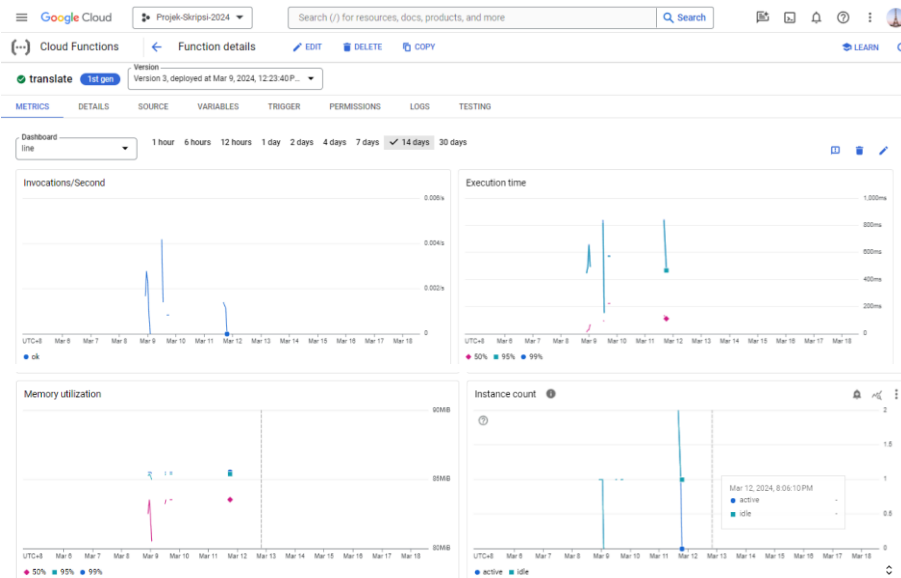 Google Cloud
Projek-Skripsi-2024
Search (/) for resources, docs, products, and more
Search
Cloud Functions
Function details
EDIT
DELETE
COPY
LEARN
translate
1st gen
Version
Version 3, deployed at Mar 9, 2024, 12:23:40 P...
METRICS DETAILS SOURCE VARIABLES TRIGGER PERMISSIONS LOGS TESTING
Dashboard
line
1 hour 6 hours 12 hours 1 day 2 days 4 days 7 days 14 days 30 days
Invocations/Second
0.006/s
0.004/s
0.002/s
0
UTC+8 Mar 6 Mar 7 Mar 8 Mar 9 Mar 10 Mar 11 Mar 12 Mar 13 Mar 14 Mar 15 Mar 16 Mar 17 Mar 18
ok
Execution time
1,000ms
800ms
600ms
400ms
200ms
0
UTC+8 Mar 6 Mar 7 Mar 8 Mar 9 Mar 10 Mar 11 Mar 12 Mar 13 Mar 14 Mar 15 Mar 16 Mar 17 Mar 18
50% 95% 99%
Memory utilization
90MiB
85MiB
80MiB
UTC+8 Mar 6 Mar 7 Mar 8 Mar 9 Mar 10 Mar 11 Mar 12 Mar 13 Mar 14 Mar 15 Mar 16 Mar 17 Mar 18
50% 95% 99%
Instance count
2
1.5
1
0.5
0
Mar 12, 2024, 8:06:10 PM
active -
idle -
UTC+8 Mar 6 Mar 7 Mar 8 Mar 9 Mar 10 Mar 11 Mar 12 Mar 13 Mar 14 Mar 15 Mar 16 Mar 17 Mar 18
active idle